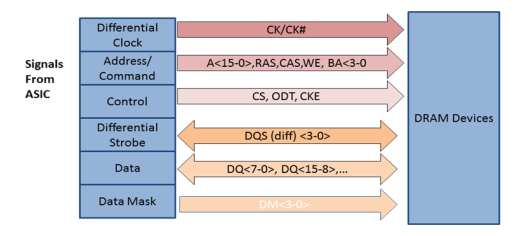 Signals
From
ASIC
Differential
Clock
CK/CK#
Address/
Command
A<15-0>,RAS,CAS,WE, BA<3-0
Control
CS, ODT, CKE
Differential
Strobe
DQS (diff) <3-0>
Data
DQ<7-0>, DQ<15-8>,...
Data Mask
DM<3-0>
DRAM Devices